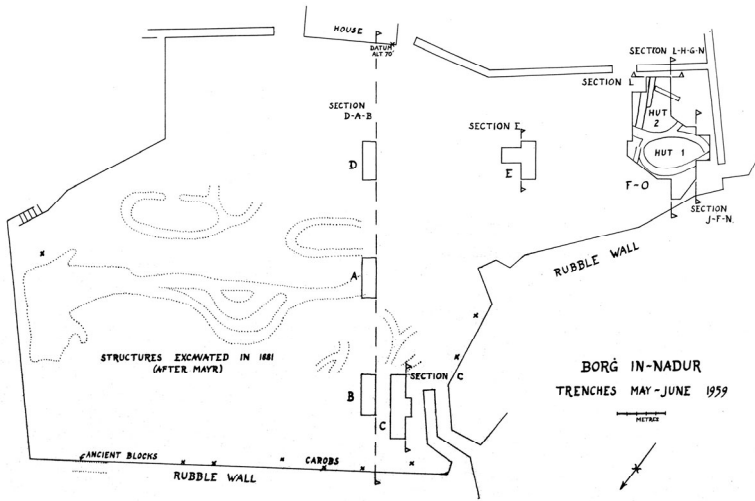 HOUSE
DATUM
ALT 70'
SECTION L-H-G-N
SECTION L
SECTION
D-A-B
HUT
2
SECTION E
HUT 1
D
E
F-O
SECTION
J-F-N.
A
RUBBLE WALL
STRUCTURES EXCAVATED IN 1881
(AFTER MAYR)
SECTION C
B
C
BORĠ IN-NADUR
TRENCHES MAY-JUNE 1959
METRES
ANCIENT BLOCKS
CAROBS
RUBBLE WALL